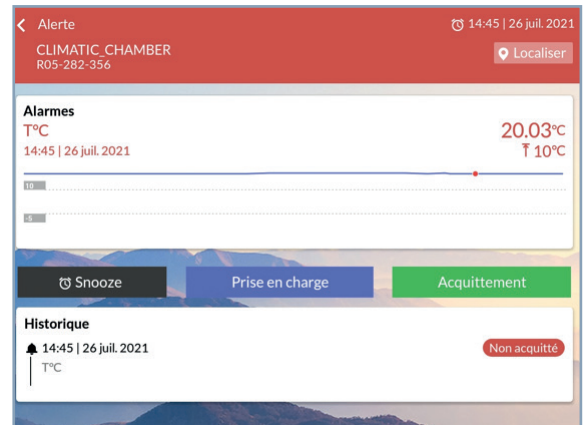 Alerte
14:45 | 26 juil. 2021
CLIMATIC_CHAMBER
R05-282-356
Localiser
Alarmes
T°C
20.03°C
14:45 | 26 juil. 2021
10°C
10
-5
Snooze
Prise en charge
Acquittement
Historique
14:45 | 26 juil. 2021
Non acquitté
T°C